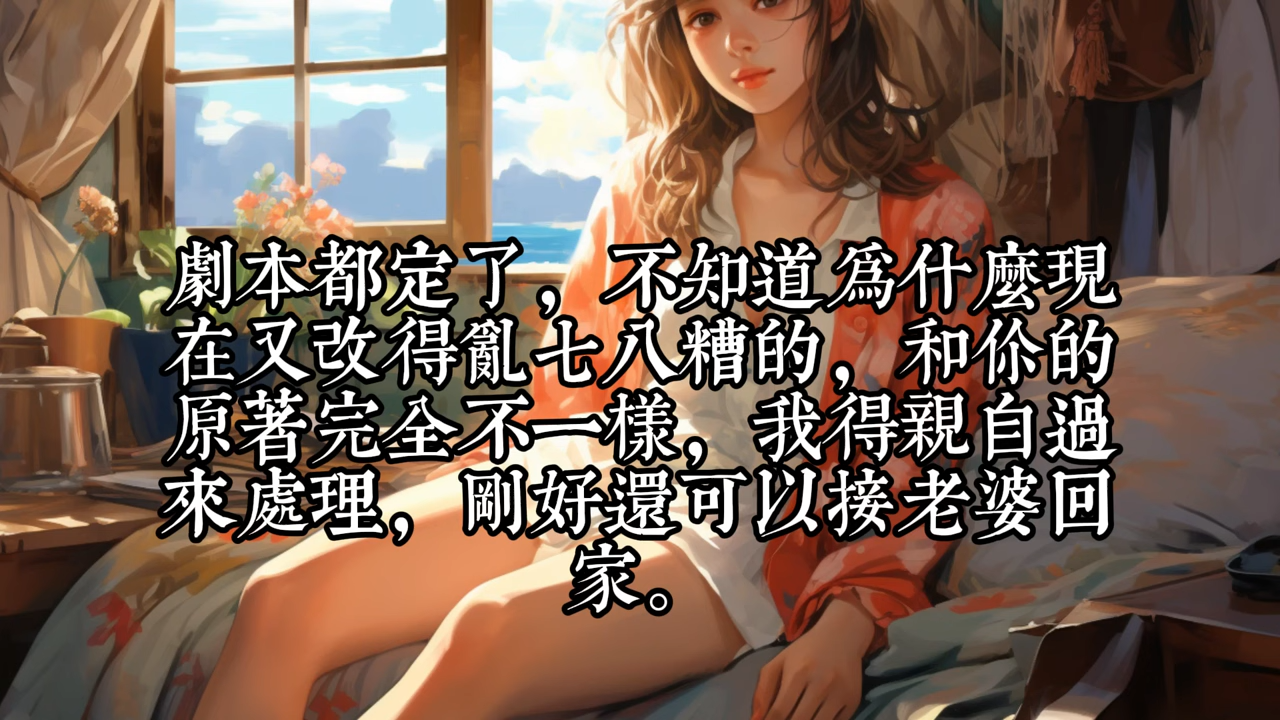 劇本都定了，不知道爲什麼現
在又改得亂七八糟的，和你的
原著完全不一樣，我得親自過
來處理，剛好還可以接老婆回
家。